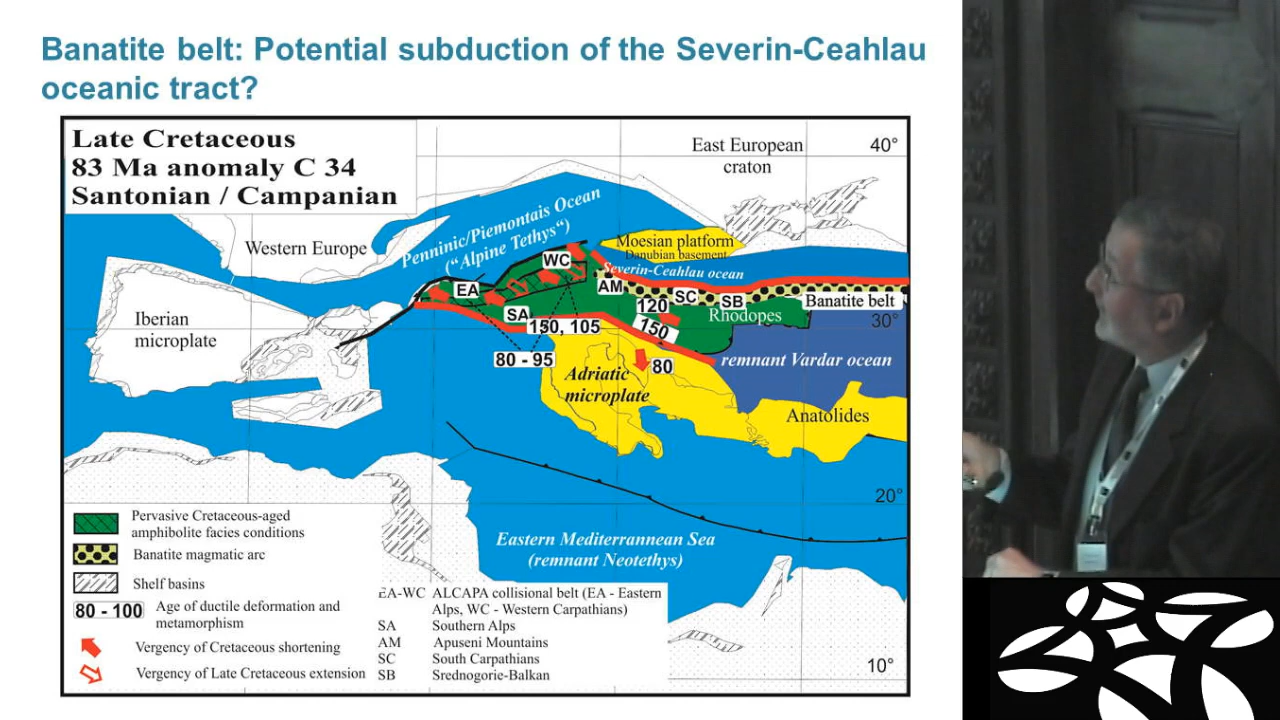 Banatite belt: Potential subduction of the Severin-Ceahlau
oceanic tract?
Late Cretaceous
83 Ma anomaly C 34
Santonian / Campanian
East European
craton
40°
Western Europe
Penninic/Piemontais Ocean
("Alpine Tethys“)
Moesian platform
Danubian basement
Severin-Ceahlau ocean
WC
EA
AM
SC
SB
Banatite belt
120
SA
Rhodopes
30°
Iberian
microplate
150, 105
150
80 - 95
80
remnant Vardar ocean
Adriatic
microplate
Anatolides
20°
Eastern Mediterrannean Sea
(remnant Neotethys)
10°
Pervasive Cretaceous-aged
amphibolite facies conditions
Banatite magmatic arc
Shelf basins
80 - 100 Age of ductile deformation and
metamorphism
Vergency of Cretaceous shortening
Vergency of Late Cretaceous extension
EA-WC ALCAPA collisional belt (EA - Eastern
Alps, WC - Western Carpathians)
SA Southern Alps
AM Apuseni Mountains
SC South Carpathians
SB Srednogorie-Balkan